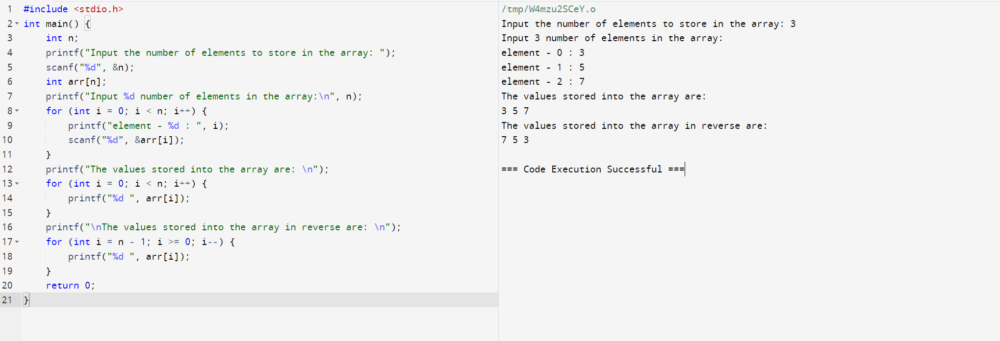 1 #include <stdio.h>
2 int main() {
3     int n;
4     printf("Input the number of elements to store in the array: ");
5     scanf("%d", &n);
6     int arr[n];
7     printf("Input %d number of elements in the array:\n", n);
8     for (int i = 0; i < n; i++) {
9         printf("element - %d : ", i);
10         scanf("%d", &arr[i]);
11     }
12     printf("The values stored into the array are: \n");
13     for (int i = 0; i < n; i++) {
14         printf("%d ", arr[i]);
15     }
16     printf("\nThe values stored into the array in reverse are: \n");
17     for (int i = n - 1; i >= 0; i--) {
18         printf("%d ", arr[i]);
19     }
20     return 0;
21 }
/tmp/W4mzu2SCeY.o
Input the number of elements to store in the array: 3
Input 3 number of elements in the array:
element - 0 : 3
element - 1 : 5
element - 2 : 7
The values stored into the array are:
3 5 7
The values stored into the array in reverse are:
7 5 3
=== Code Execution Successful ===